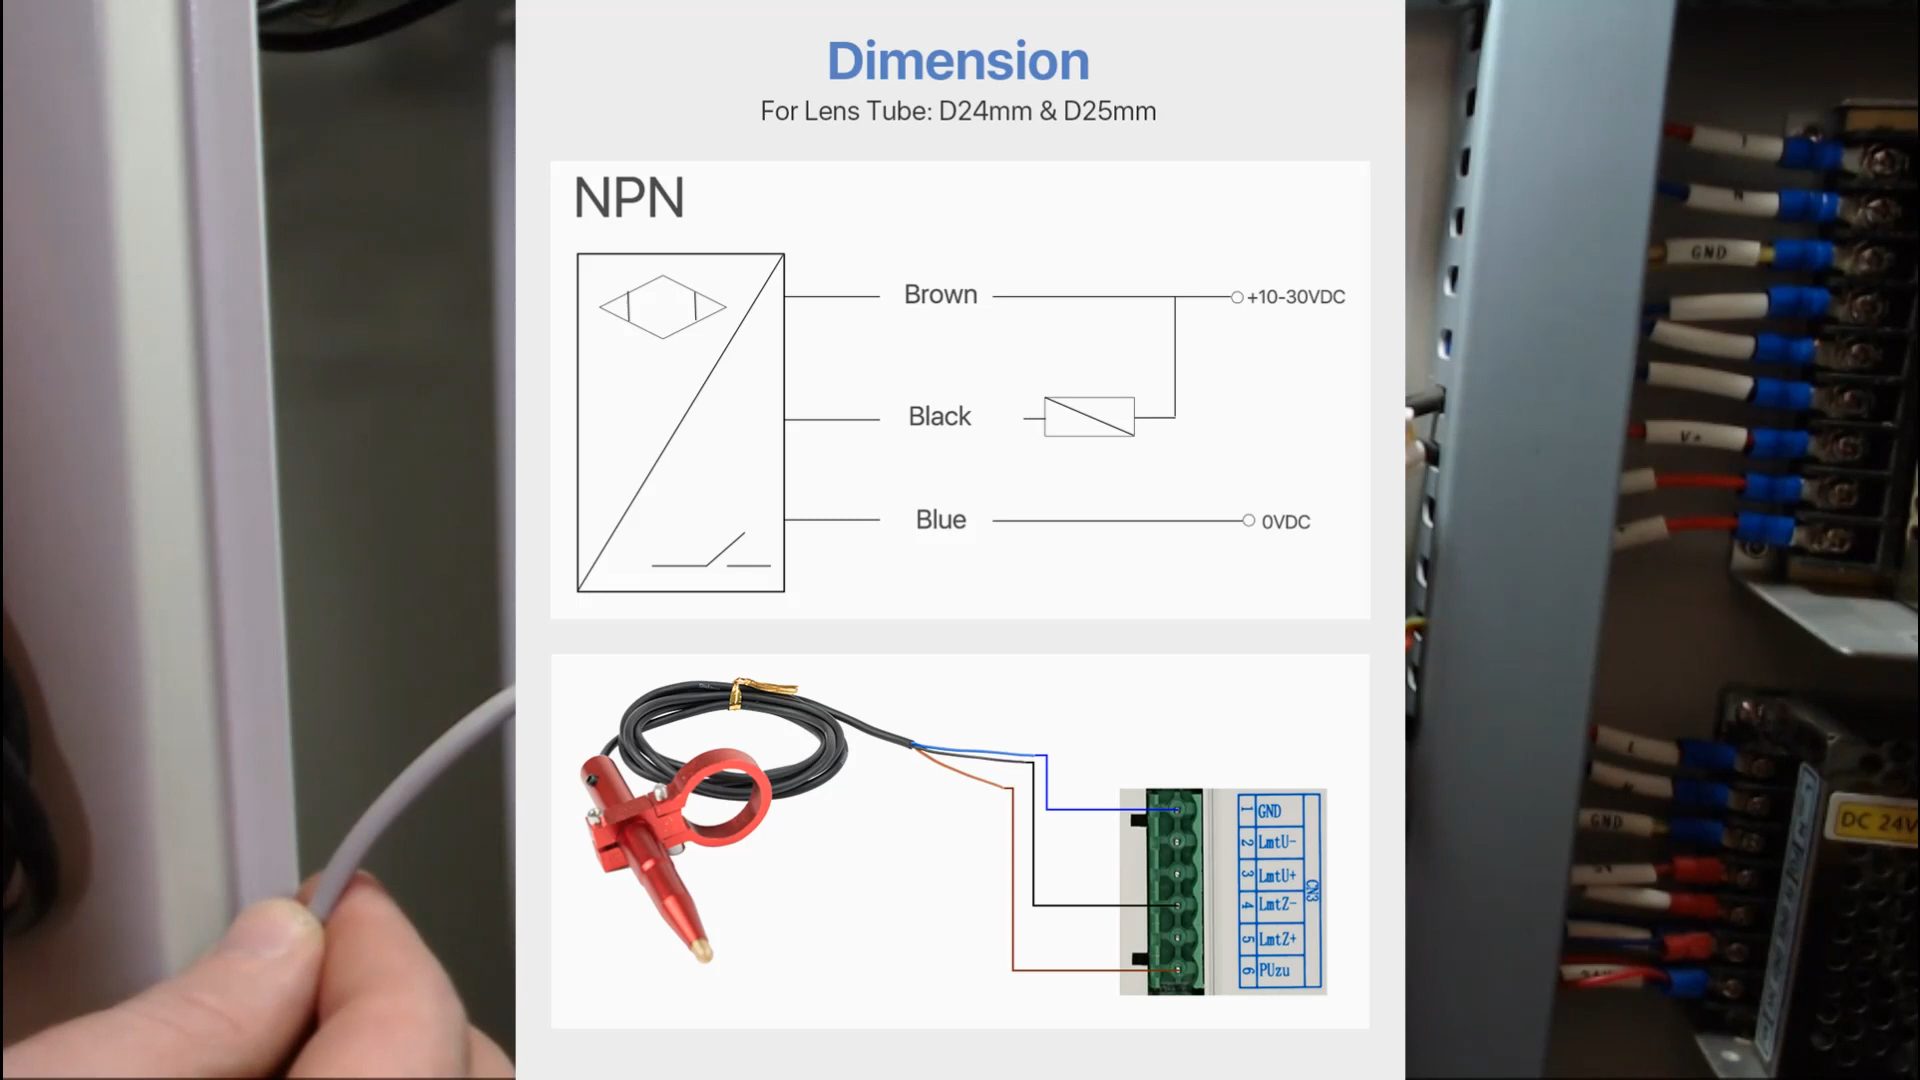 Dimension
For Lens Tube: D24mm & D25mm
NPN
Brown
+10-30VDC
Black
Blue
0VDC
1 GND
2 LmtU-
3 LmtU+
4 LmtZ-
5 LmtZ+
6 PUzu
CN3
N
GND
V+
L
GND
DC 24V